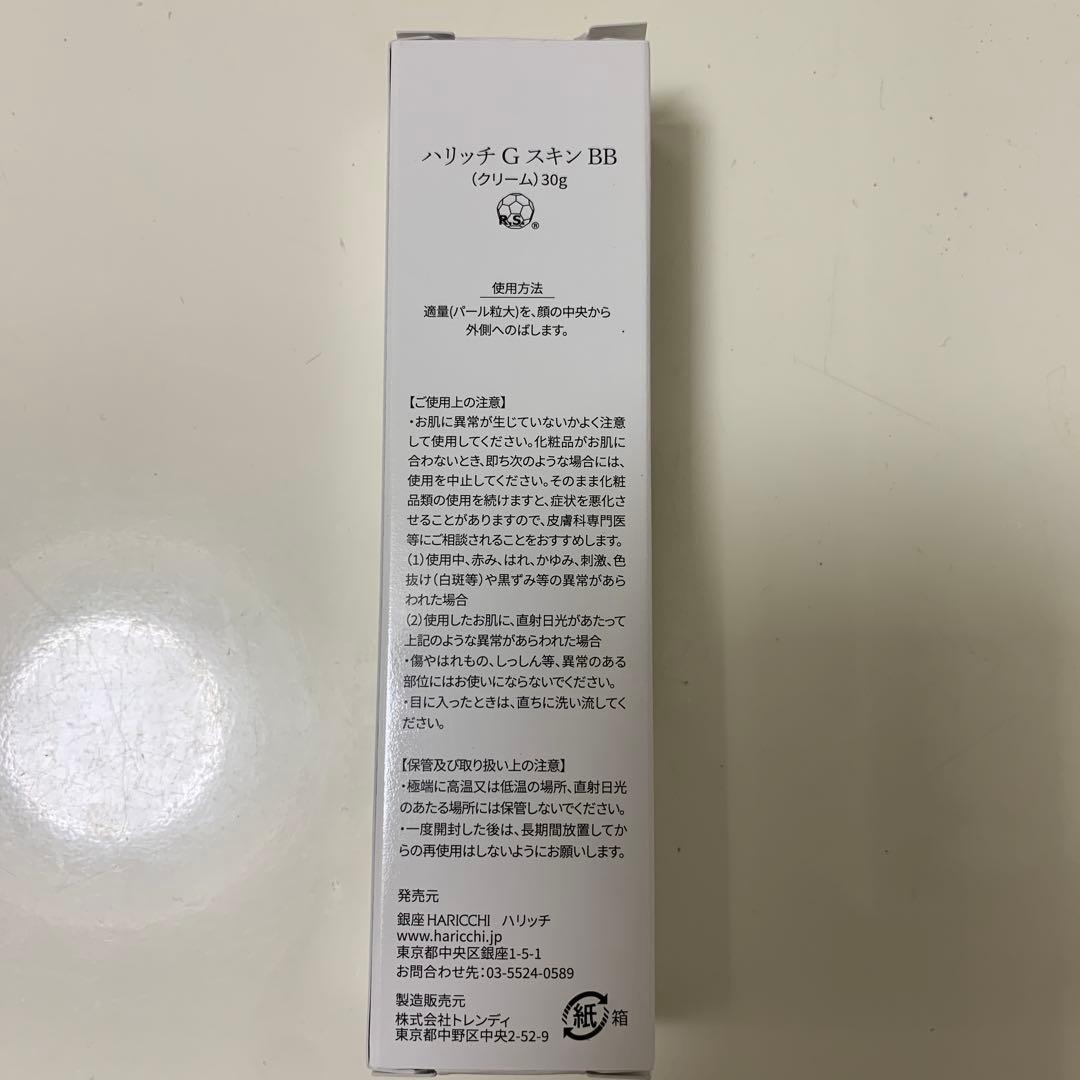 ハリッチ G スキン BB
（クリーム）30g
R.S.®
使用方法
適量(パール粒大)を、顔の中央から
外側へのばします。
【ご使用上の注意】
・お肌に異常が生じていないかよく注意
して使用してください。化粧品がお肌に
合わないとき、即ち次のような場合には、
使用を中止してください。そのまま化粧
品類の使用を続けますと、症状を悪化さ
せることがありますので、皮膚科専門医
等にご相談されることをおすすめします。
（1）使用中、赤み、はれ、かゆみ、刺激、色
抜け（白斑等）や黒ずみ等の異常があら
われた場合
（2）使用したお肌に、直射日光があたって
上記のような異常があらわれた場合
・傷やはれもの、しっしん等、異常のある
部位にはお使いにならないでください。
・目に入ったときは、直ちに洗い流してく
ださい。
【保管及び取り扱い上の注意】
・極端に高温又は低温の場所、直射日光
のあたる場所には保管しないでください。
・一度開封した後は、長期間放置してか
らの再使用はしないようにお願いします。
発売元
銀座 HARICCHI ハリッチ
www.haricchi.jp
東京都中央区銀座1-5-1
お問合わせ先：03-5524-0589
製造販売元
株式会社トレンディ
東京都中野区中央2-52-9
紙 箱